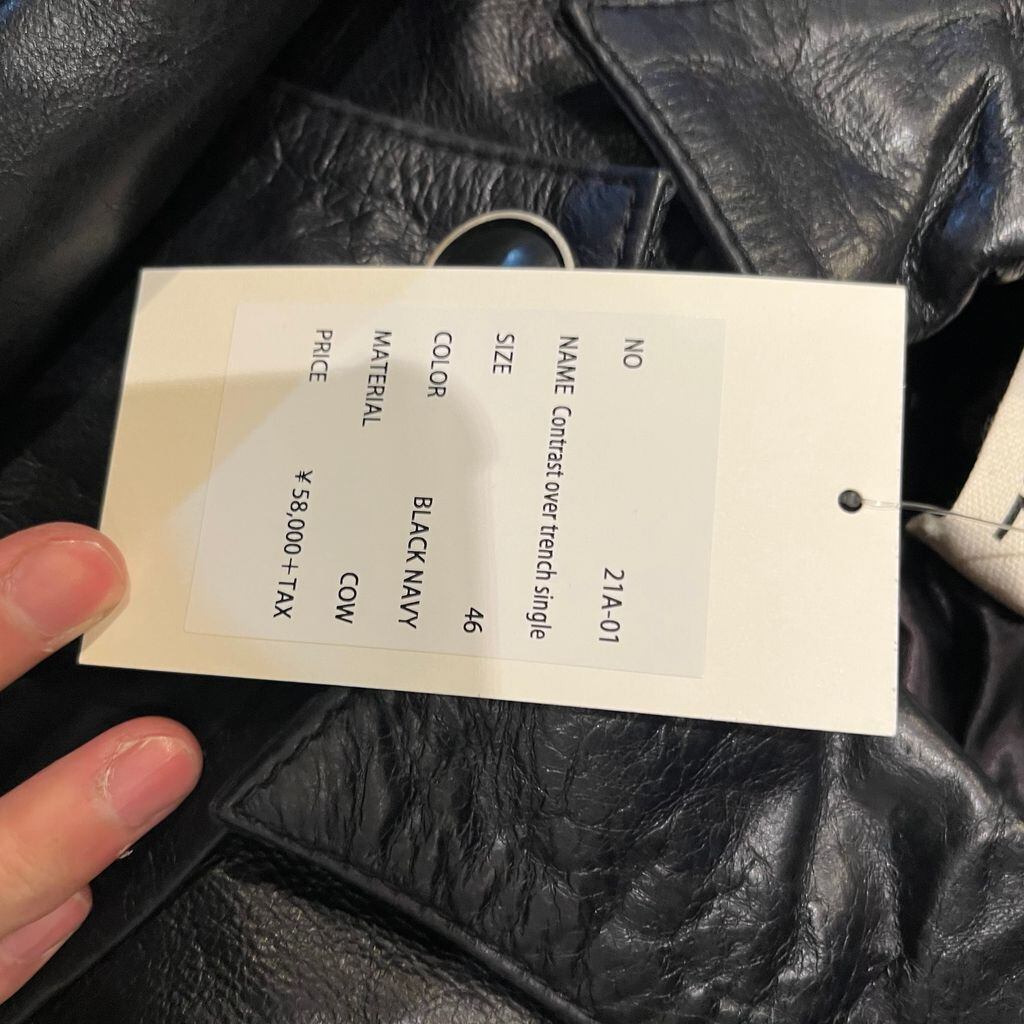 NO 21A-01
NAME Contrast over trench single
SIZE 46
COLOR BLACK NAVY
MATERIAL COW
PRICE ¥58,000+TAX